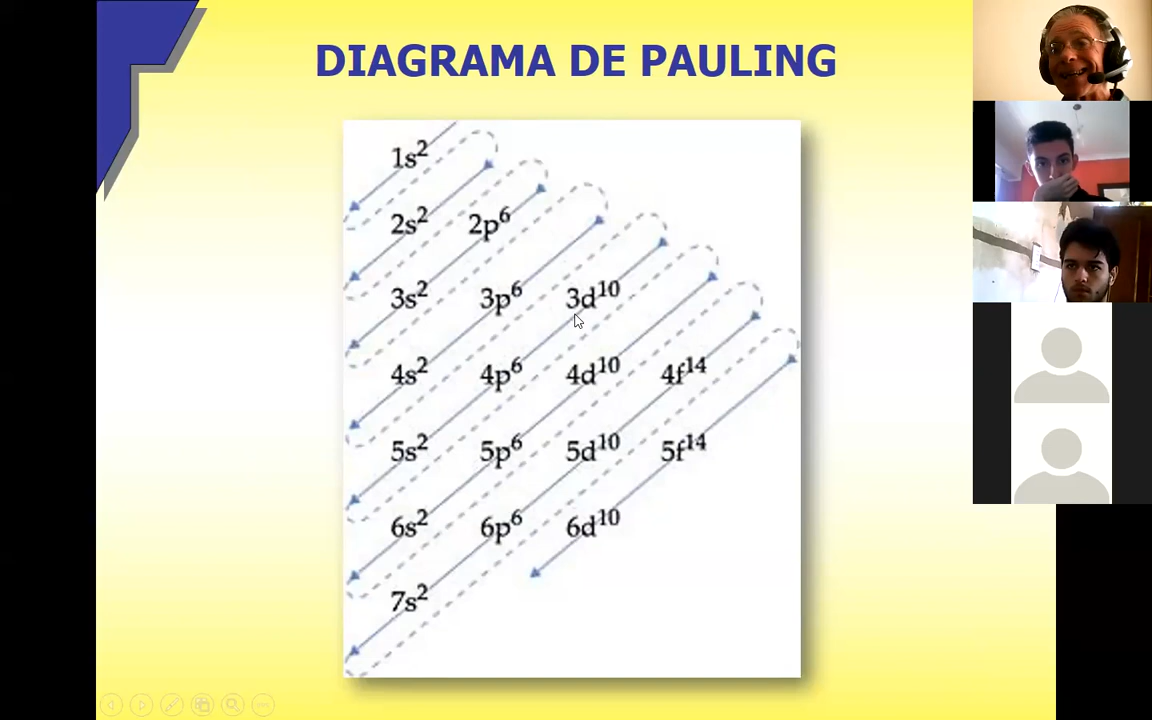 DIAGRAMA DE PAULING
1s²
2s² 2p⁶
3s² 3p⁶ 3d¹⁰
4s² 4p⁶ 4d¹⁰ 4f¹⁴
5s² 5p⁶ 5d¹⁰ 5f¹⁴
6s² 6p⁶ 6d¹⁰
7s²